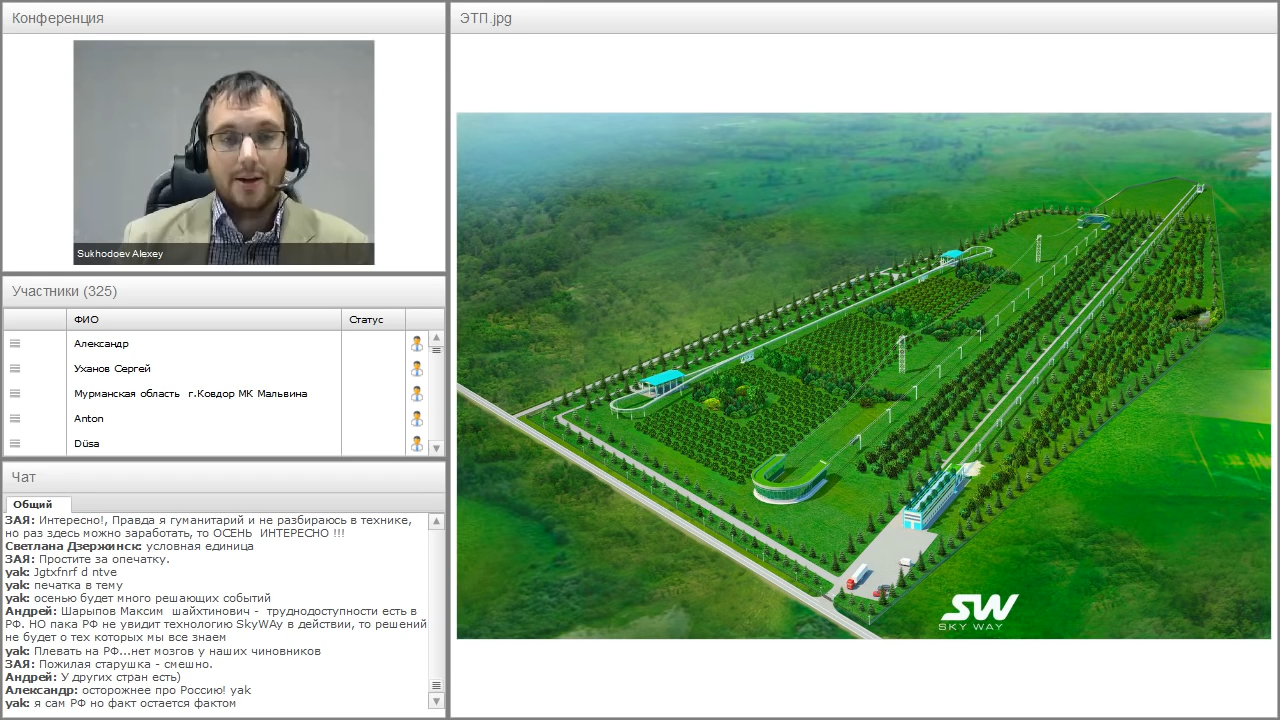 Конференция
Sukhodoev Alexey
Участники (325)
ФИО
Статус
Александр
Уханов Сергей
Мурманская область г.Ковдор МК Мальвина
Anton
Düsa
Чат
Общий
ЗАЯ: Интересно!, Правда я гуманитарий и не разбираюсь в технике,
но раз здесь можно заработать, то ОСЕНЬ ИНТЕРЕСНО !!!
Светлана Дзержинск: условная единица
ЗАЯ: Простите за опечатку.
yak: Jgtxfnrf d ntve
yak: печатка в тему
yak: осенью будет много решающих событий
Андрей: Шарыпов Максим шайхтинович - труднодоступности есть в
РФ. НО пака РФ не увидит технологию SkyWAy в действии, то решений
не будет о тех которых мы все знаем
yak: Плевать на РФ...нет мозгов у наших чиновников
ЗАЯ: Пожилая старушка - смешно.
Андрей: У других стран есть)
Александр: осторожнее про Россию! yak
yak: я сам РФ но факт остается фактом
ЭТП.jpg
SW
SKY WAY